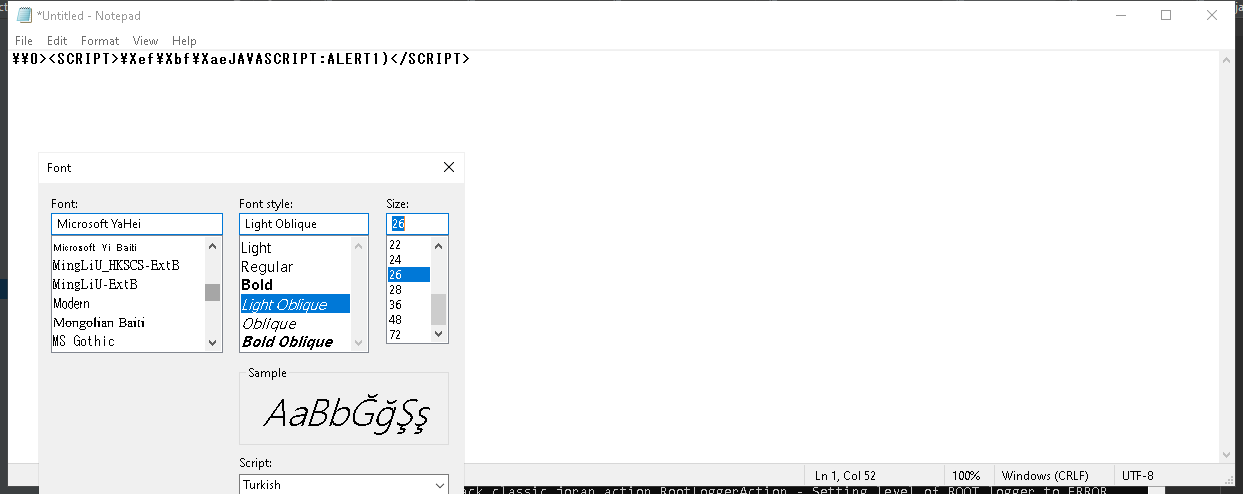 *Untitled - Notepad
File Edit Format View Help
¥¥0><SCRIPT>¥Xef¥Xbf¥XaeJAVASCRIPT:ALERT1)</SCRIPT>
Font
Font: Font style: Size:
Microsoft YaHei Light Oblique 26
Microsoft Yi Baiti Light 22
MingLiU_HKSCS-ExtB Regular 24
MingLiU-ExtB Bold 26
Modern Light Oblique 28
Mongolian Baiti Oblique 36
MS Gothic Bold Oblique 48
72
Sample
AaBbĞğŞş
Script:
Turkish
Ln 1, Col 52 100% Windows (CRLF) UTF-8
ack.classic.joran.action.RootLoggerAction - Setting level of ROOT logger to ERROR